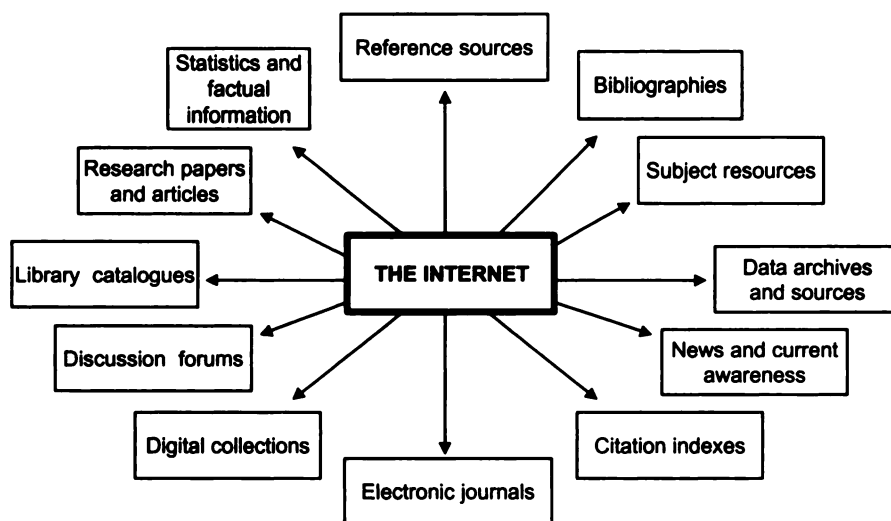 Reference sources
Statistics and
factual
information
Bibliographies
Research papers
and articles
Subject resources
THE INTERNET
Library catalogues
Data archives
and sources
Discussion forums
News and current
awareness
Digital collections
Citation indexes
Electronic journals